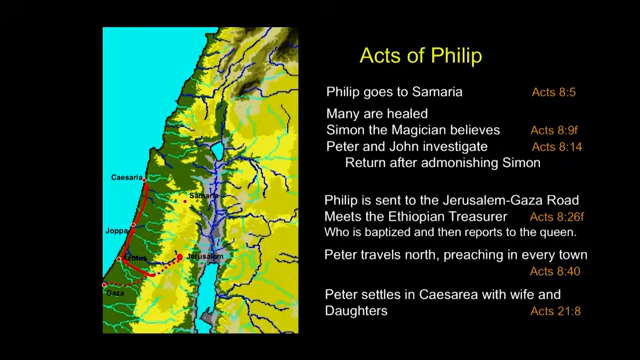 Acts of Philip
Philip goes to Samaria Acts 8:5
Many are healed
Simon the Magician believes Acts 8:9f
Peter and John investigate Acts 8:14
Return after admonishing Simon
Philip is sent to the Jerusalem-Gaza Road
Meets the Ethiopian Treasurer Acts 8:26f
Who is baptized and then reports to the queen.
Peter travels north, preaching in every town
Acts 8:40
Peter settles in Caesarea with wife and
Daughters Acts 21:8
Caesaria
Samaria
Joppa
Azotus
Jerusalem
Gaza